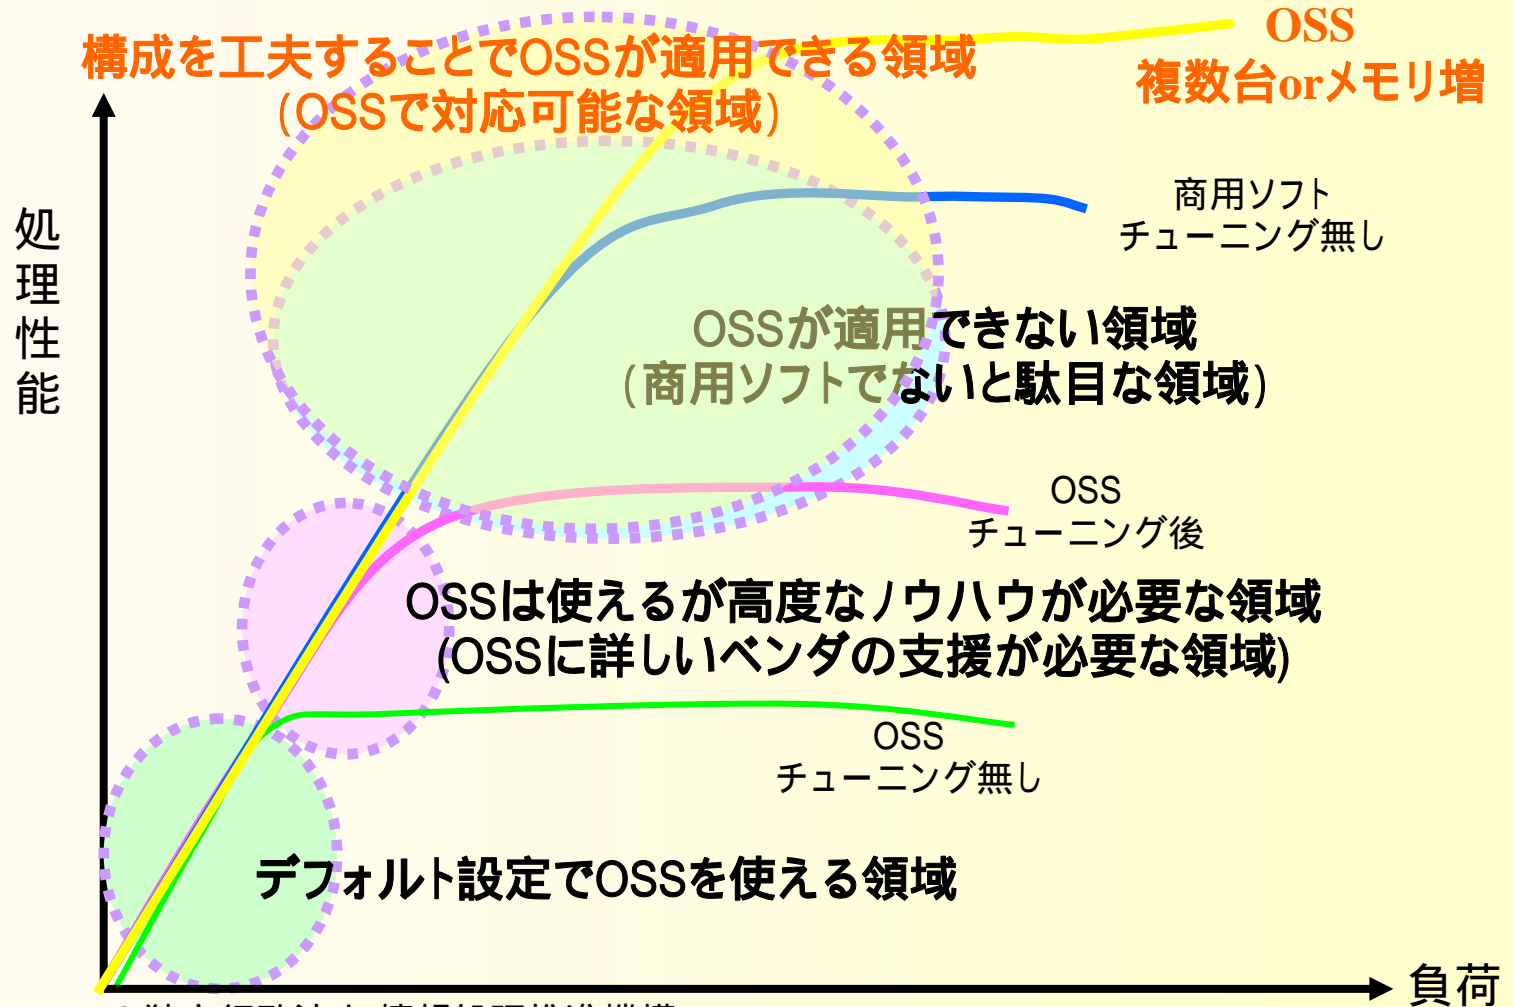 構成を工夫することでOSSが適用できる領域
(OSSで対応可能な領域)
OSS
複数台orメモリ増
処理性能
商用ソフト
チューニング無し
OSSが適用できない領域
(商用ソフトでないと駄目な領域)
OSS
チューニング後
OSSは使えるが高度なノウハウが必要な領域
(OSSに詳しいベンダの支援が必要な領域)
OSS
チューニング無し
デフォルト設定でOSSを使える領域
負荷